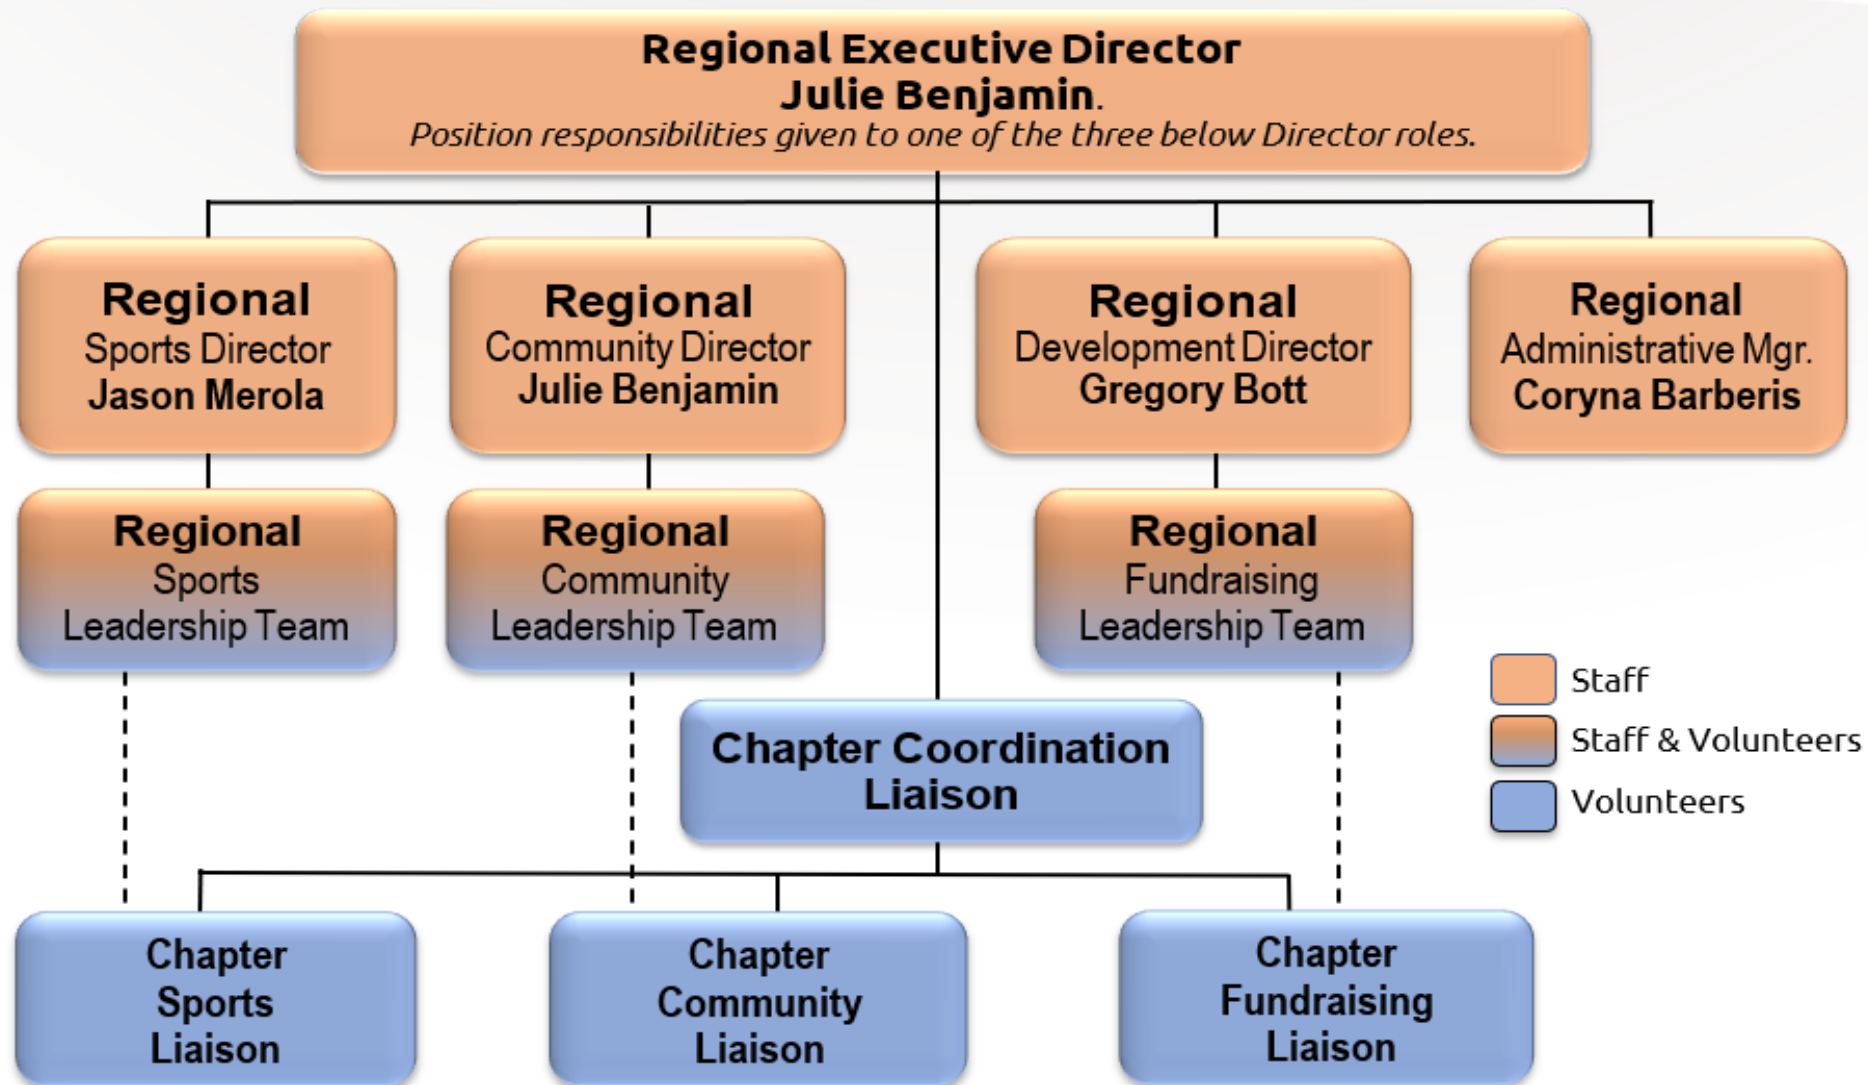 Regional Executive Director
Julie Benjamin.
Position responsibilities given to one of the three below Director roles.
Regional
Sports Director
Jason Merola
Regional
Community Director
Julie Benjamin
Regional
Development Director
Gregory Bott
Regional
Administrative Mgr.
Coryna Barberis
Regional
Sports
Leadership Team
Regional
Community
Leadership Team
Regional
Fundraising
Leadership Team
Staff
Staff & Volunteers
Volunteers
Chapter Coordination
Liaison
Chapter
Sports
Liaison
Chapter
Community
Liaison
Chapter
Fundraising
Liaison